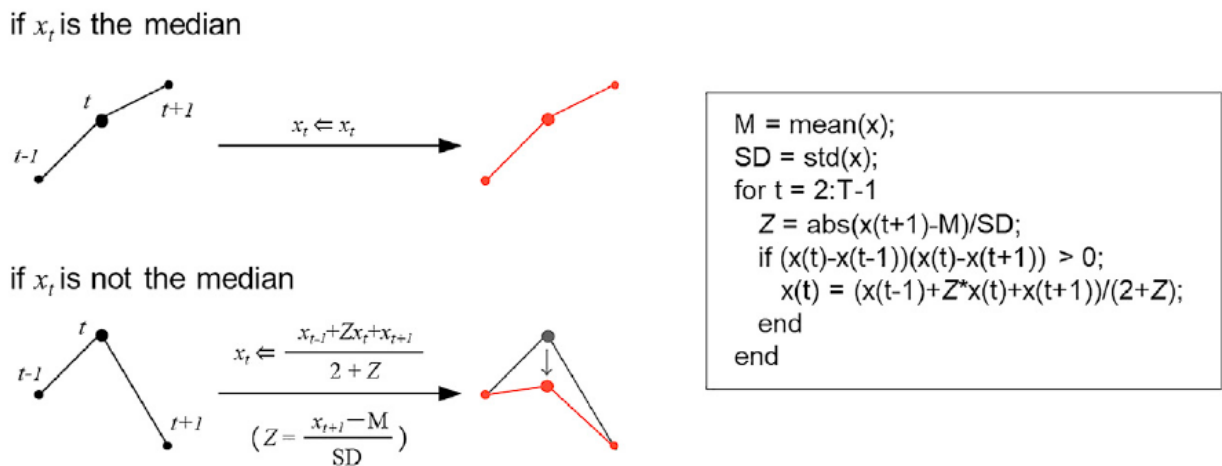 if x_t is the median
t
t+1
t-1
x_t ⇐ x_t
if x_t is not the median
t
t-1
t+1
x_t ⇐ (x_{t-1}+Zx_t+x_{t+1})/(2 + Z)
(Z = (x_{t+1}−M)/SD)
M = mean(x);
SD = std(x);
for t = 2:T-1
Z = abs(x(t+1)-M)/SD;
if (x(t)-x(t-1))(x(t)-x(t+1)) > 0;
x(t) = (x(t-1)+Z*x(t)+x(t+1))/(2+Z);
end
end